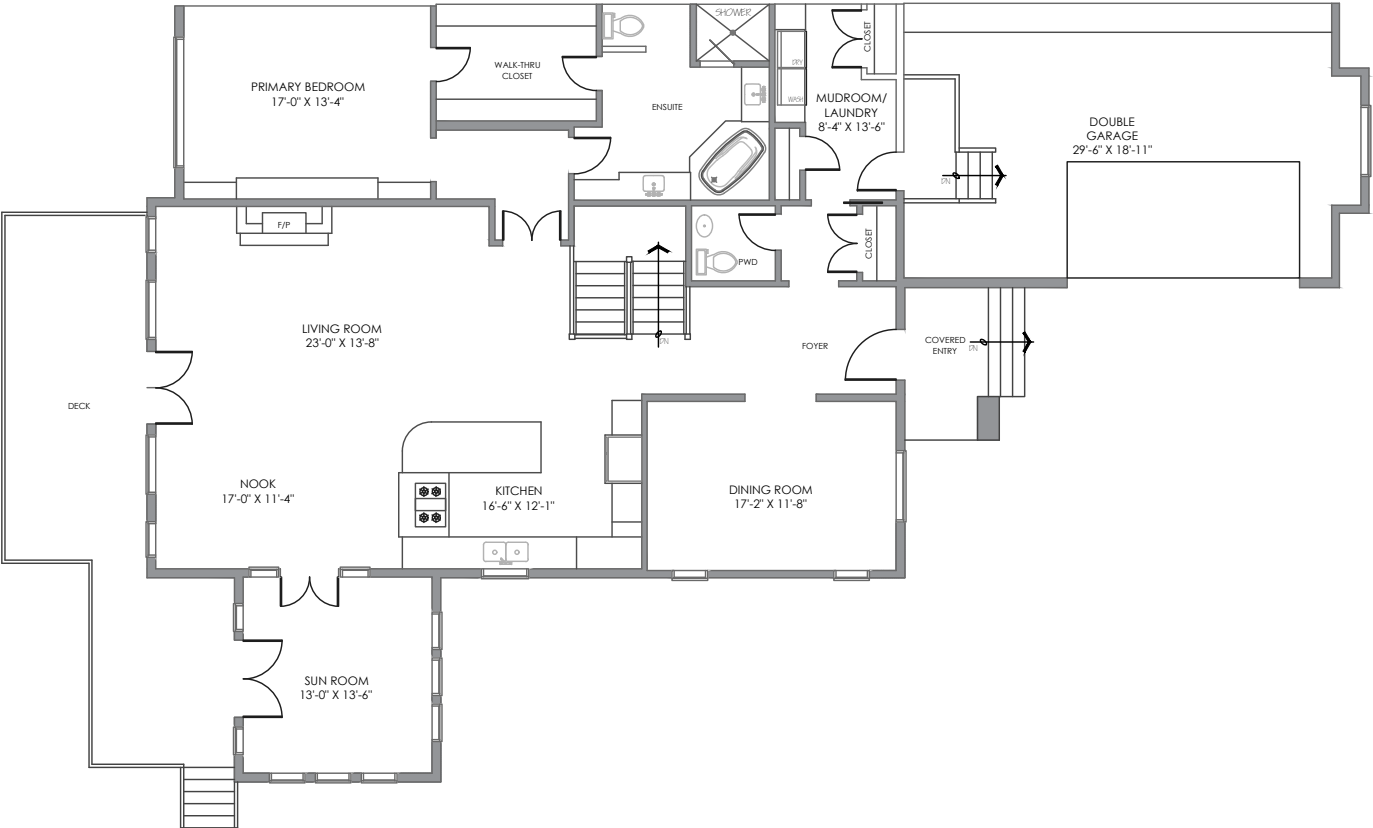 SHOWER
CLOSET
WALK-THRU
CLOSET
DRY
PRIMARY BEDROOM
17'-0" X 13'-4"
WASH
MUDROOM/
LAUNDRY
8'-4" X 13'-6"
ENSUITE
DOUBLE
GARAGE
29'-6" X 18'-11"
DN
F/P
PWD
CLOSET
LIVING ROOM
23'-0" X 13'-8"
DN
FOYER
COVERED
ENTRY
DN
DECK
NOOK
17'-0" X 11'-4"
KITCHEN
16'-6" X 12'-1"
DINING ROOM
17'-2" X 11'-8"
SUN ROOM
13'-0" X 13'-6"